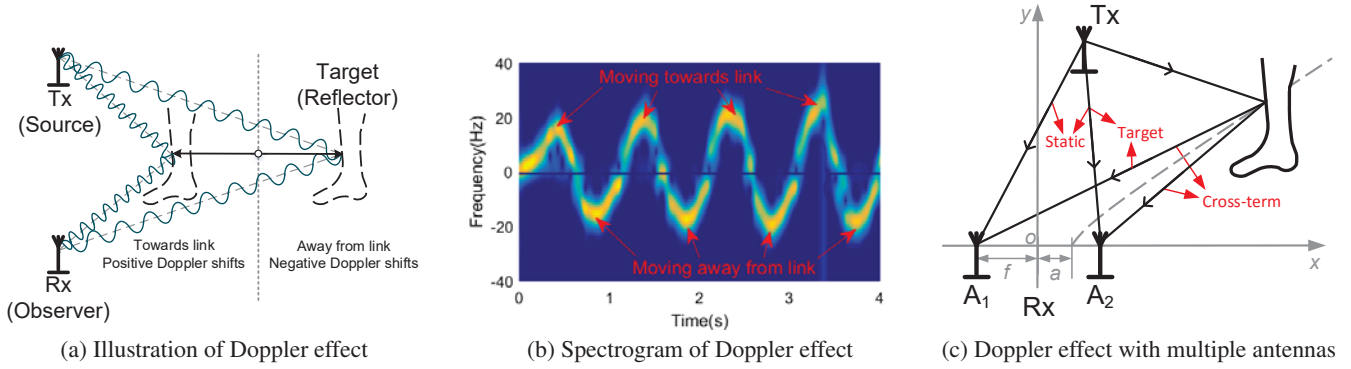 Tx
(Source)
Target
(Reflector)
Towards link
Positive Doppler shifts
Away from link
Negative Doppler shifts
Rx
(Observer)
(a) Illustration of Doppler effect
Frequency(Hz)
40
20
0
-20
-40
Moving towards link
Moving away from link
0
1
2
3
4
Time(s)
(b) Spectrogram of Doppler effect
y
Tx
Static
Target
Cross-term
o
x
f
a
A1
Rx
A2
(c) Doppler effect with multiple antennas